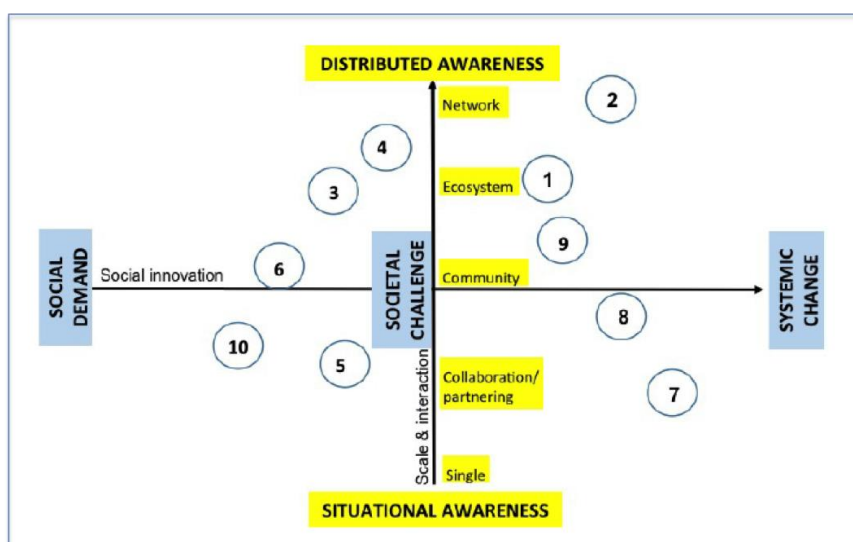 DISTRIBUTED AWARENESS
Network
2
4
Ecosystem
1
3
9
SOCIAL
DEMAND
Social innovation
6
SOCIETAL
CHALLENGE
Community
SYSTEMIC
CHANGE
8
10
5
Scale & interaction
Collaboration/
partnering
7
Single
SITUATIONAL AWARENESS